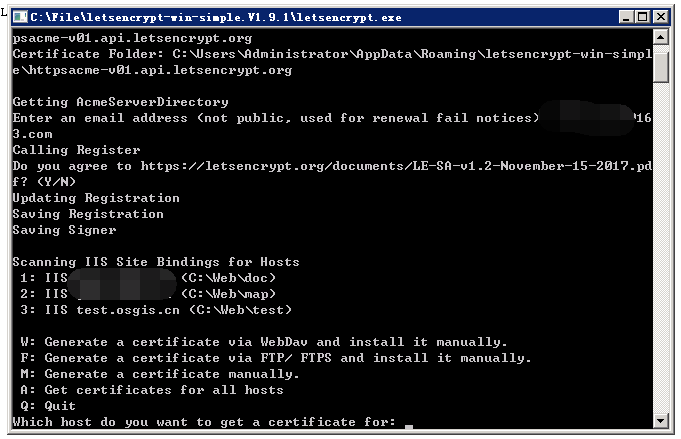 L
C:\File\letsencrypt-win-simple.V1.9.1\letsencrypt.exe
psacme-v01.api.letsencrypt.org
Certificate Folder: C:\Users\Administrator\AppData\Roaming\letsencrypt-win-simpl
e\httpsacme-v01.api.letsencrypt.org
Getting AcmeServerDirectory
Enter an email address (not public, used for renewal fail notices) 16
3.com
Calling Register
Do you agree to https://letsencrypt.org/documents/LE-SA-v1.2-November-15-2017.pd
f? (Y/N)
Updating Registration
Saving Registration
Saving Signer
Scanning IIS Site Bindings for Hosts
1: IIS (C:\Web\doc)
2: IIS (C:\Web\map)
3: IIS test.osgis.cn (C:\Web\test)
W: Generate a certificate via WebDav and install it manually.
F: Generate a certificate via FTP/ FTPS and install it manually.
M: Generate a certificate manually.
A: Get certificates for all hosts
Q: Quit
Which host do you want to get a certificate for: _